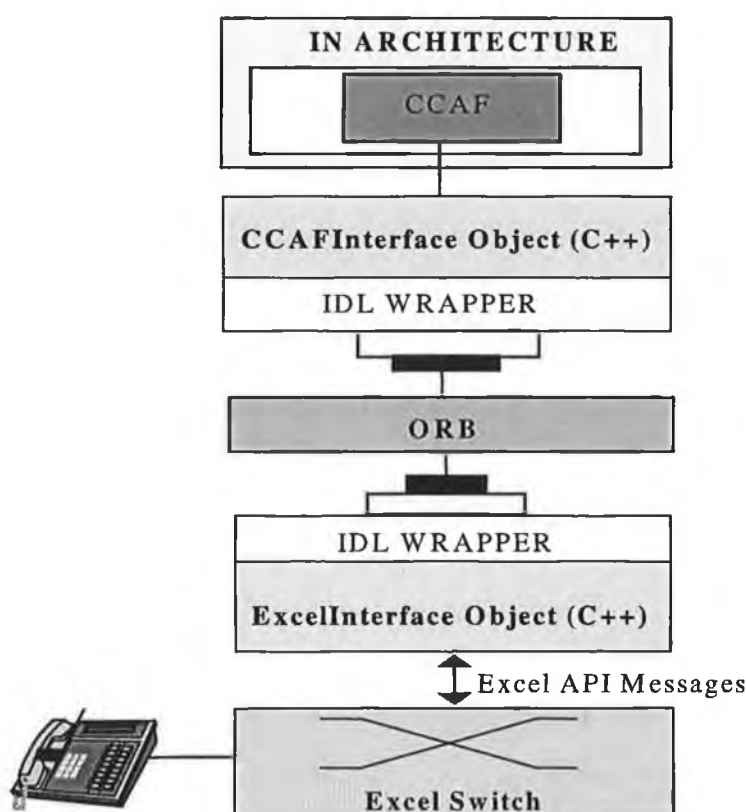 IN ARCHITECTURE
CCAF
CCAFInterface Object (C++)
IDL WRAPPER
ORB
IDL WRAPPER
ExcelInterface Object (C++)
Excel API Messages
Excel Switch